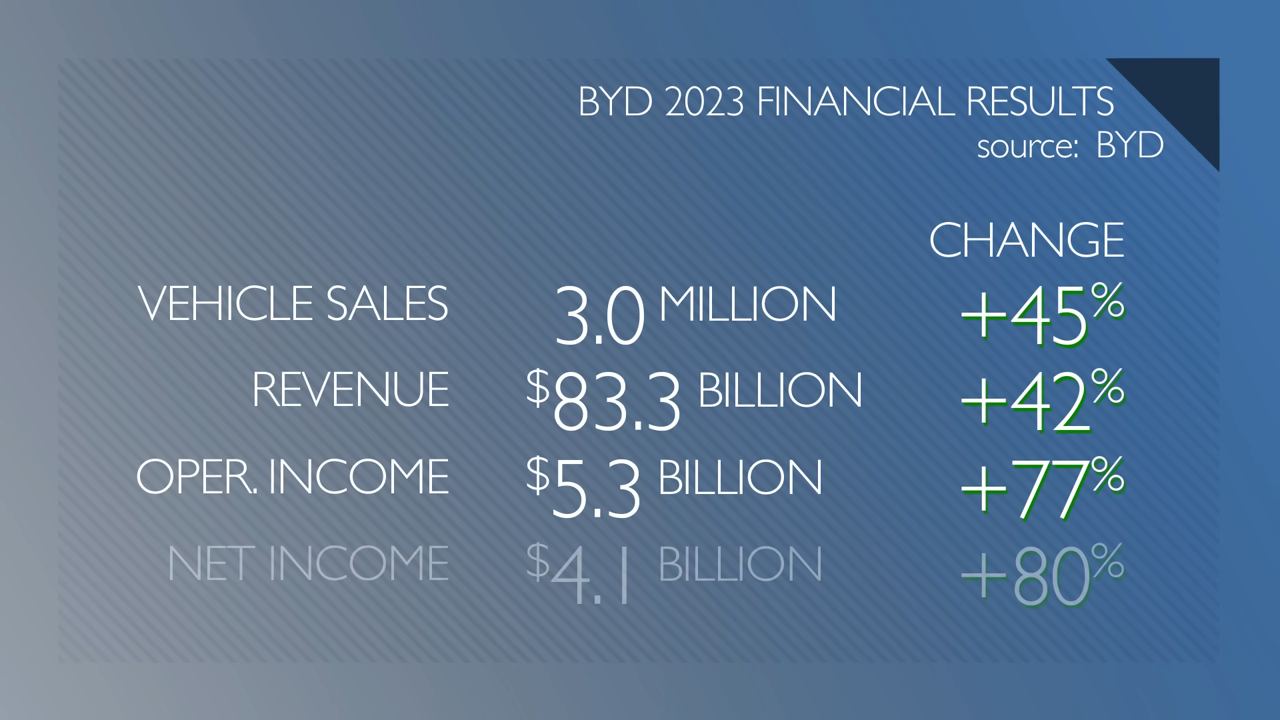 BYD 2023 FINANCIAL RESULTS
source: BYD
CHANGE
VEHICLE SALES 3.0 MILLION +45%
REVENUE $83.3 BILLION +42%
OPER. INCOME $5.3 BILLION +77%
NET INCOME $4.1 BILLION +80%